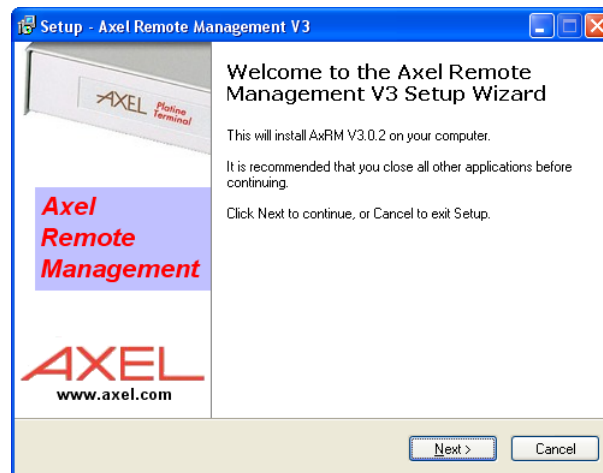 Setup - Axel Remote Management V3
AXEL Platine
Terminal
Axel
Remote
Management
AXEL
www.axel.com
Welcome to the Axel Remote
Management V3 Setup Wizard
This will install AxRM V3.0.2 on your computer.
It is recommended that you close all other applications before
continuing.
Click Next to continue, or Cancel to exit Setup.
Next >
Cancel